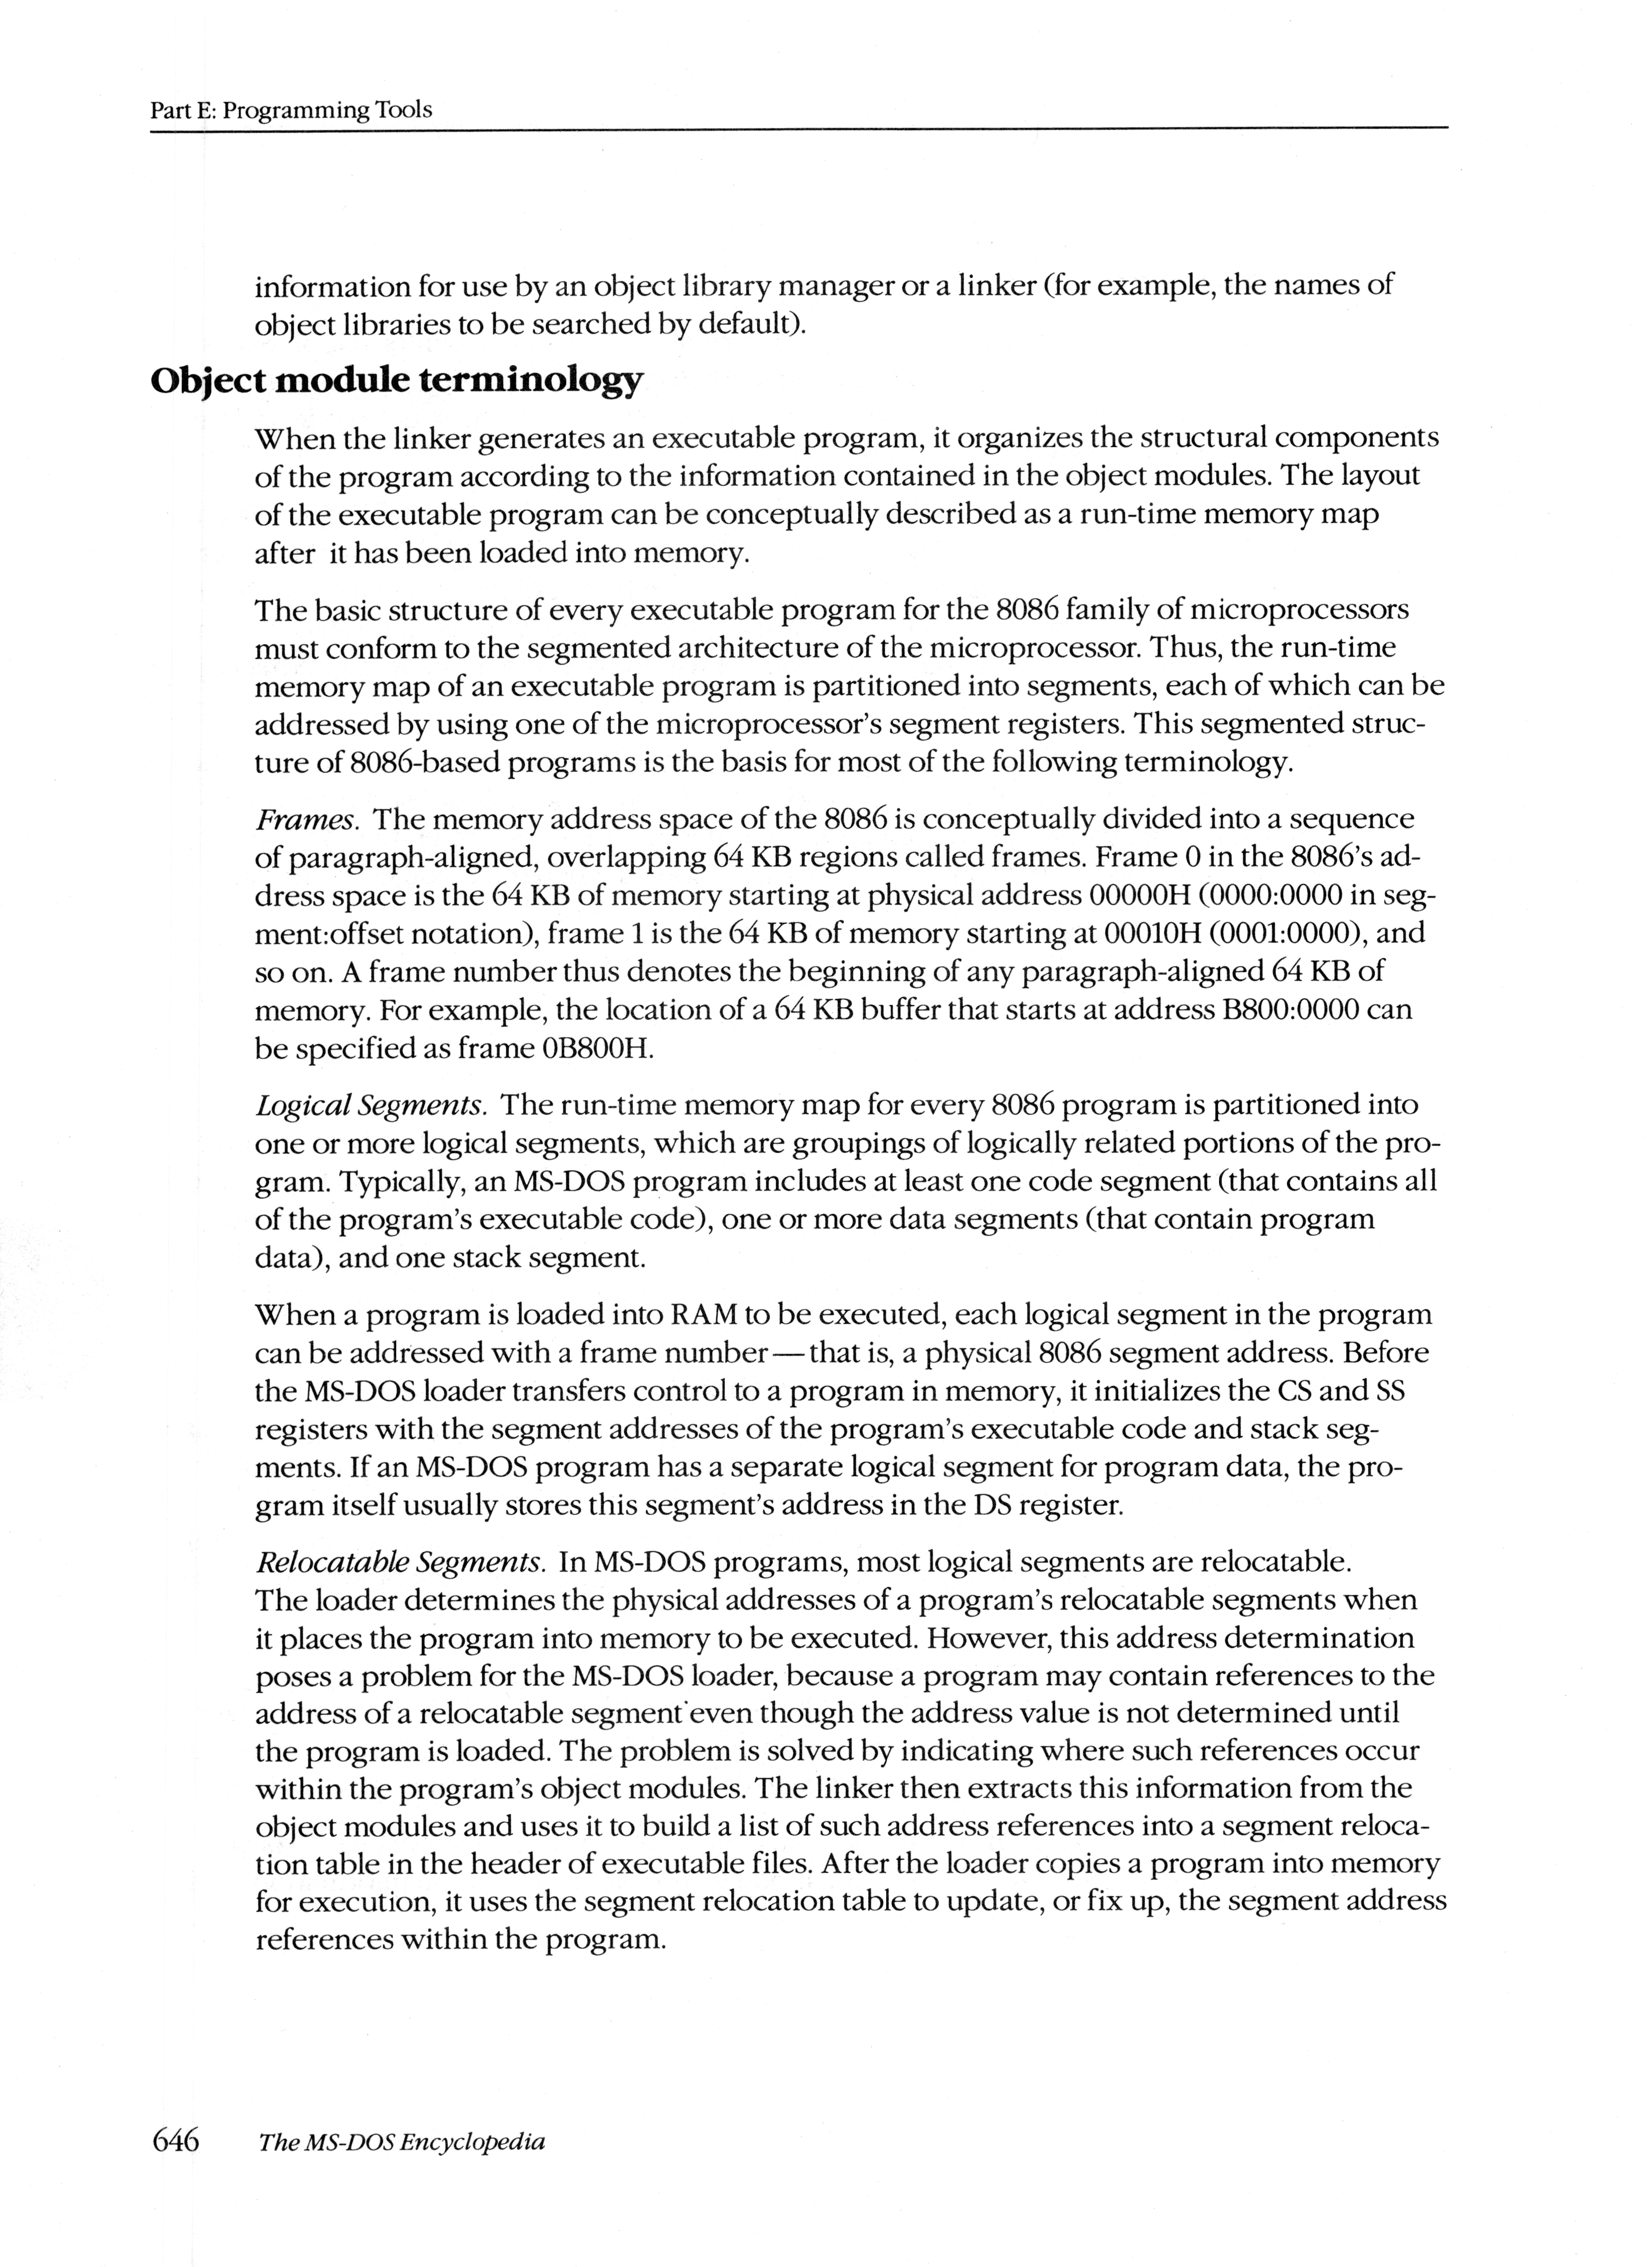 Part E: Programming Tools
information for use by an object library manager or a linker (for example, the names of
object libraries to be searched by default).
Object module terminology
When the linker generates an executable program, it organizes the structural components
of the program according to the information contained in the object modules. The layout
of the executable program can be conceptually described as a run-time memory map
after it has been loaded into memory.
The basic structure of every executable program for the 8086 family of microprocessors
must conform to the segmented architecture of the microprocessor. Thus, the run-time
memory map of an executable program is partitioned into segments, each of which can be
addressed by using one of the microprocessor's segment registers. This segmented struc-
ture of 8086-based programs is the basis for most of the following terminology.
Frames. The memory address space of the 8086 is conceptually divided into a sequence
of paragraph-aligned, overlapping 64 KB regions called frames. Frame 0 in the 8086's ad-
dress space is the 64 KB of memory starting at physical address 00000H (0000:0000 in seg-
ment:offset notation), frame 1 is the 64 KB of memory starting at 00010H (0001:0000), and
so on. A frame number thus denotes the beginning of any paragraph-aligned 64 KB of
memory. For example, the location of a 64 KB buffer that starts at address B800:0000 can
be specified as frame 0B800H.
Logical Segments. The run-time memory map for every 8086 program is partitioned into
one or more logical segments, which are groupings of logically related portions of the pro-
gram. Typically, an MS-DOS program includes at least one code segment (that contains all
of the program's executable code), one or more data segments (that contain program
data), and one stack segment.
When a program is loaded into RAM to be executed, each logical segment in the program
can be addressed with a frame number — that is, a physical 8086 segment address. Before
the MS-DOS loader transfers control to a program in memory, it initializes the CS and SS
registers with the segment addresses of the program's executable code and stack seg-
ments. If an MS-DOS program has a separate logical segment for program data, the pro-
gram itself usually stores this segment's address in the DS register.
Relocatable Segments. In MS-DOS programs, most logical segments are relocatable.
The loader determines the physical addresses of a program's relocatable segments when
it places the program into memory to be executed. However, this address determination
poses a problem for the MS-DOS loader, because a program may contain references to the
address of a relocatable segment even though the address value is not determined until
the program is loaded. The problem is solved by indicating where such references occur
within the program's object modules. The linker then extracts this information from the
object modules and uses it to build a list of such address references into a segment reloca-
tion table in the header of executable files. After the loader copies a program into memory
for execution, it uses the segment relocation table to update, or fix up, the segment address
references within the program.
646 The MS-DOS Encyclopedia